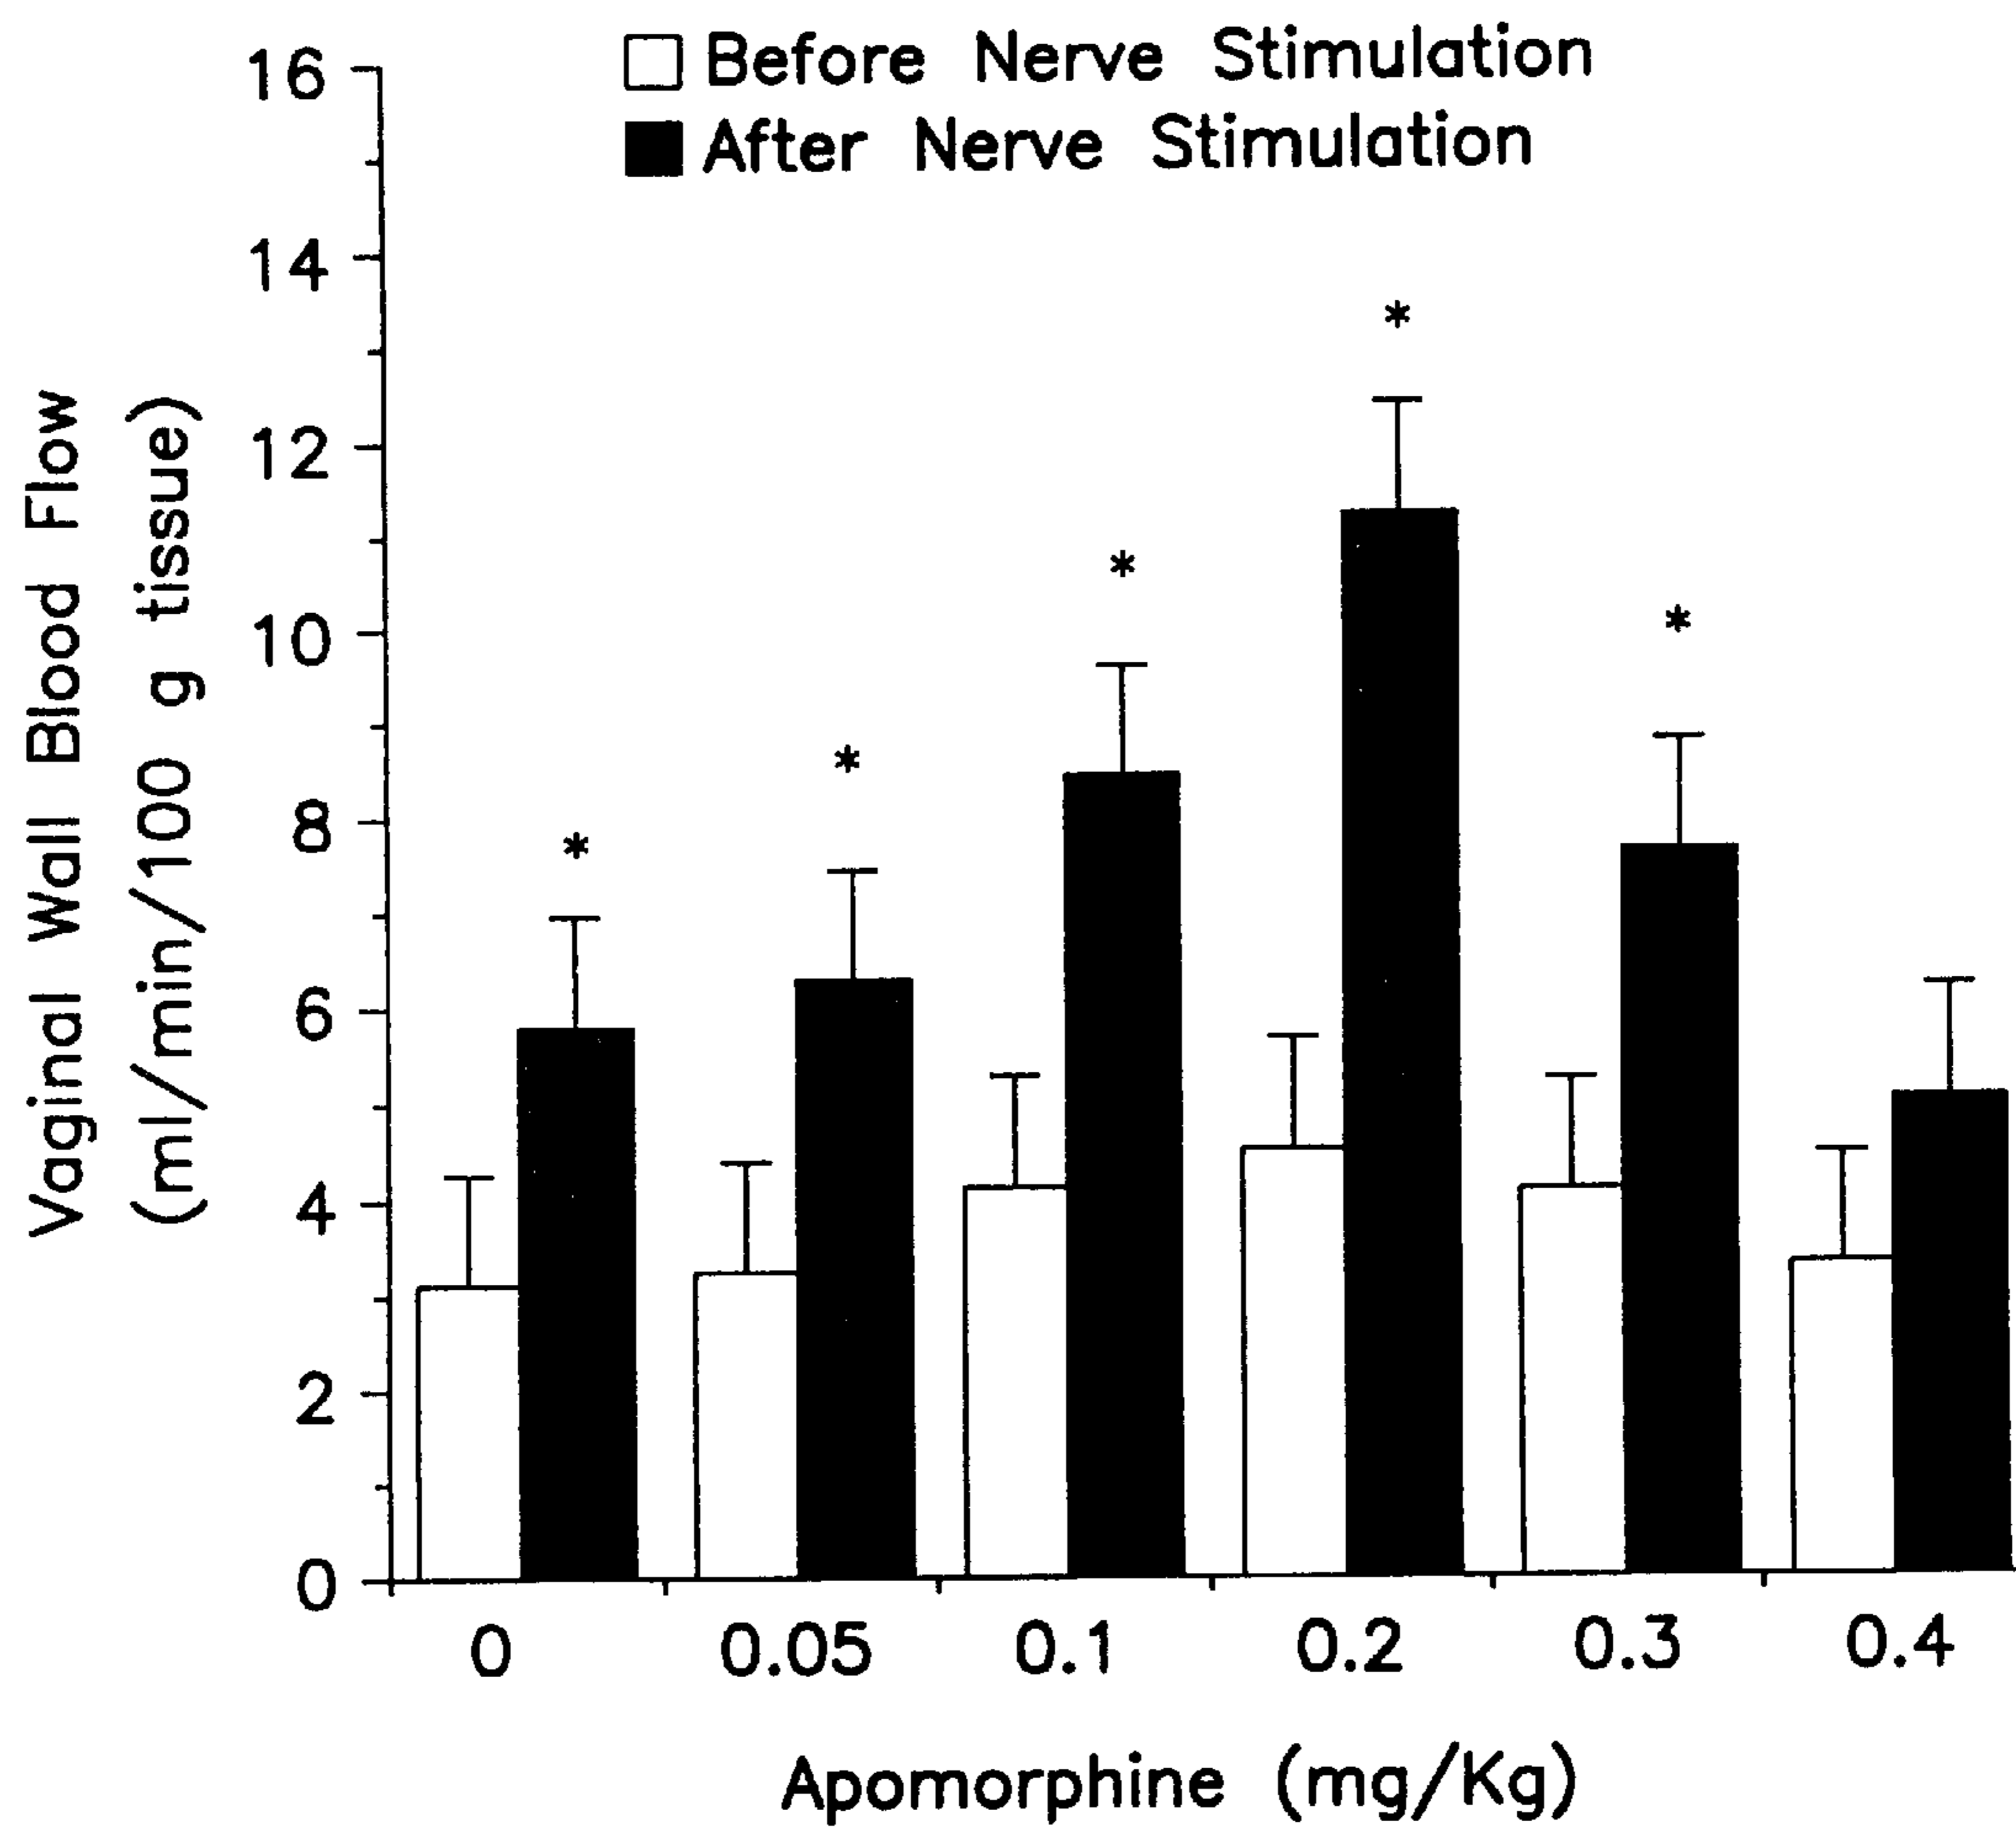 Before Nerve Stimulation
After Nerve Stimulation
16
14
12
10
8
6
4
2
0
Vaginal Wall Blood Flow
(ml/min/100 g tissue)
* * * * *
0 0.05 0.1 0.2 0.3 0.4
Apomorphine (mg/Kg)